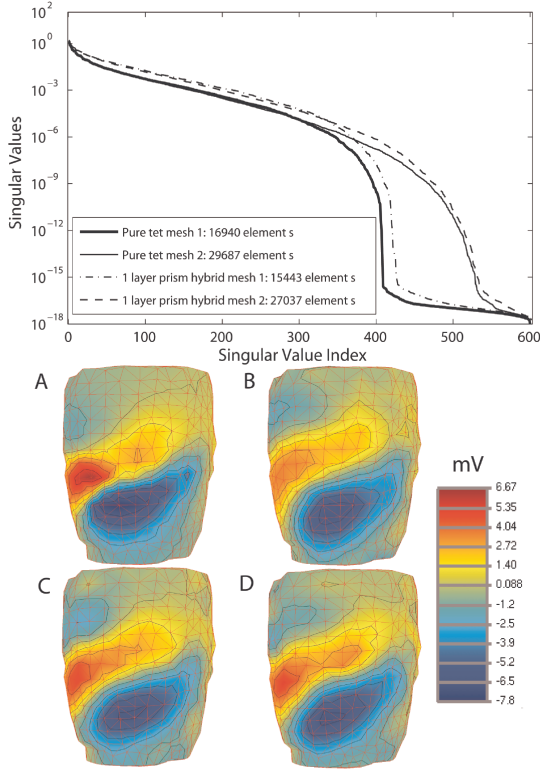 10^2
10^0
10^-3
10^-6
10^-9
10^-12
10^-15
10^-18
Singular Values
Pure tet mesh 1: 16940 element s
Pure tet mesh 2: 29687 element s
1 layer prism hybrid mesh 1: 15443 element s
1 layer prism hybrid mesh 2: 27037 element s
0 100 200 300 400 500 600
Singular Value Index
A
B
C
D
mV
6.67
5.35
4.04
2.72
1.40
0.088
-1.2
-2.5
-3.9
-5.2
-6.5
-7.8